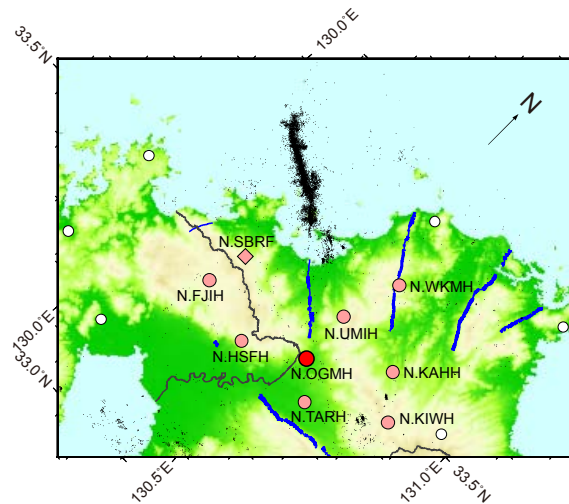 130.0°E
33.5°N
N
N.SBRF
N.FJIH
N.WKMH
N.UMIH
130.0°E
N.HSFH
N.OGMH
N.KAHH
33.0°N
N.TARH
N.KIWH
130.5°E
131.0°E
33.5°N